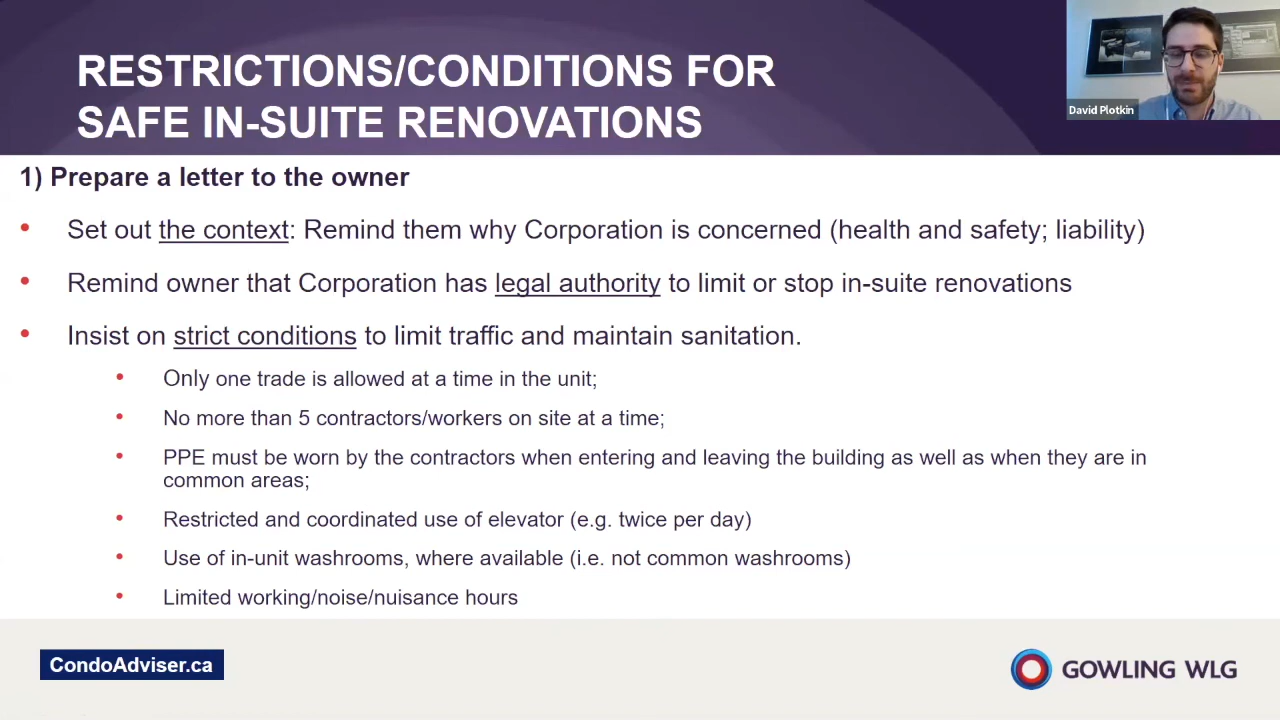 RESTRICTIONS/CONDITIONS FOR
SAFE IN-SUITE RENOVATIONS
David Plotkin
1) Prepare a letter to the owner
• Set out the context: Remind them why Corporation is concerned (health and safety; liability)
• Remind owner that Corporation has legal authority to limit or stop in-suite renovations
• Insist on strict conditions to limit traffic and maintain sanitation.
• Only one trade is allowed at a time in the unit;
• No more than 5 contractors/workers on site at a time;
• PPE must be worn by the contractors when entering and leaving the building as well as when they are in
common areas;
• Restricted and coordinated use of elevator (e.g. twice per day)
• Use of in-unit washrooms, where available (i.e. not common washrooms)
• Limited working/noise/nuisance hours
CondoAdviser.ca
GOWLING WLG